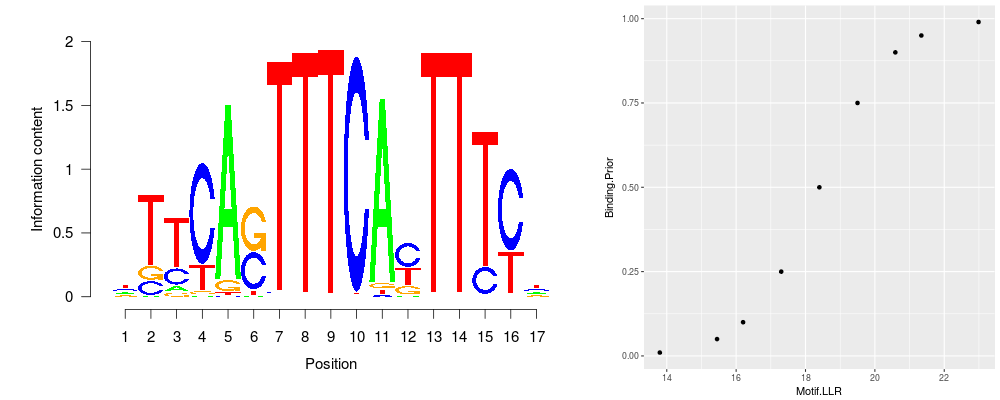 2
1.5
1
0.5
0
Information content
T G C
T C A G
C T G
A G T
G C T
T
T
T
C
A G T C
C T G A
T
T
T C
C T
1 2 3 4 5 6 7 8 9 10 11 12 13 14 15 16 17
Position
1.00
0.75
0.50
0.25
0.00
Binding.Prior
14 16 18 20 22
Motif.LLR